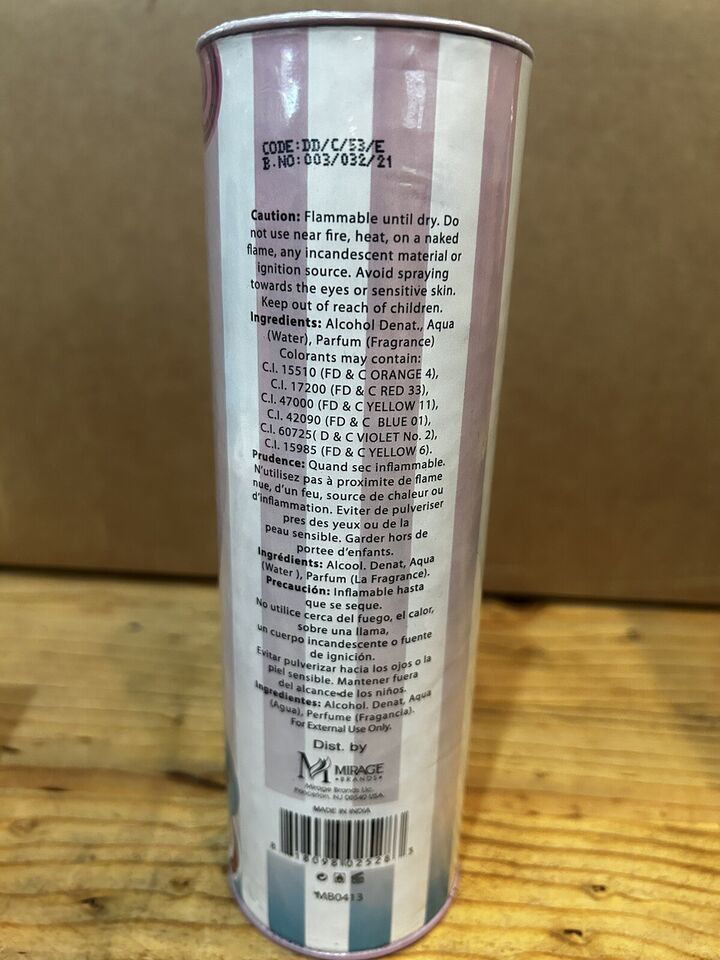 CODE:DD/C/53/E
B.NO:003/032/21
Caution: Flammable until dry. Do
not use near fire, heat, on a naked
flame, any incandescent material or
ignition source. Avoid spraying
towards the eyes or sensitive skin.
Keep out of reach of children.
Ingredients: Alcohol Denat., Aqua
(Water), Parfum (Fragrance)
Colorants may contain:
C.I. 15510 (FD & C ORANGE 4),
C.I. 17200 (FD & C RED 33),
C.I. 47000 (FD & C YELLOW 11),
C.I. 42090 (FD & C BLUE 01),
C.I. 60725( D & C VIOLET No. 2),
C.I. 15985 (FD & C YELLOW 6).
Prudence: Quand sec inflammable.
N'utilisez pas à proximite de flame
nue, d'un feu, source de chaleur ou
d'inflammation. Eviter de pulveriser
pres des yeux ou de la
peau sensible. Garder hors de
portee d'enfants.
Ingrédients: Alcool. Denat, Aqua
(Water ), Parfum (La Fragrance).
Precaución: Inflamable hasta
que se seque.
No utilice cerca del fuego, el calor,
sobre una llama,
un cuerpo incandescente o fuente
de ignición.
Evitar pulverizar hacia los ojos o la
piel sensible. Mantener fuera
del alcance de los niños.
Ingredientes: Alcohol. Denat, Aqua
(Agua), Perfume (Fragancia).
For External Use Only.
Dist. by
M MIRAGE
•BRANDS•
Mirage Brands Llc.
Princeton, NJ 08540 USA.
MADE IN INDIA
8 18098 02528 3
*MB0413